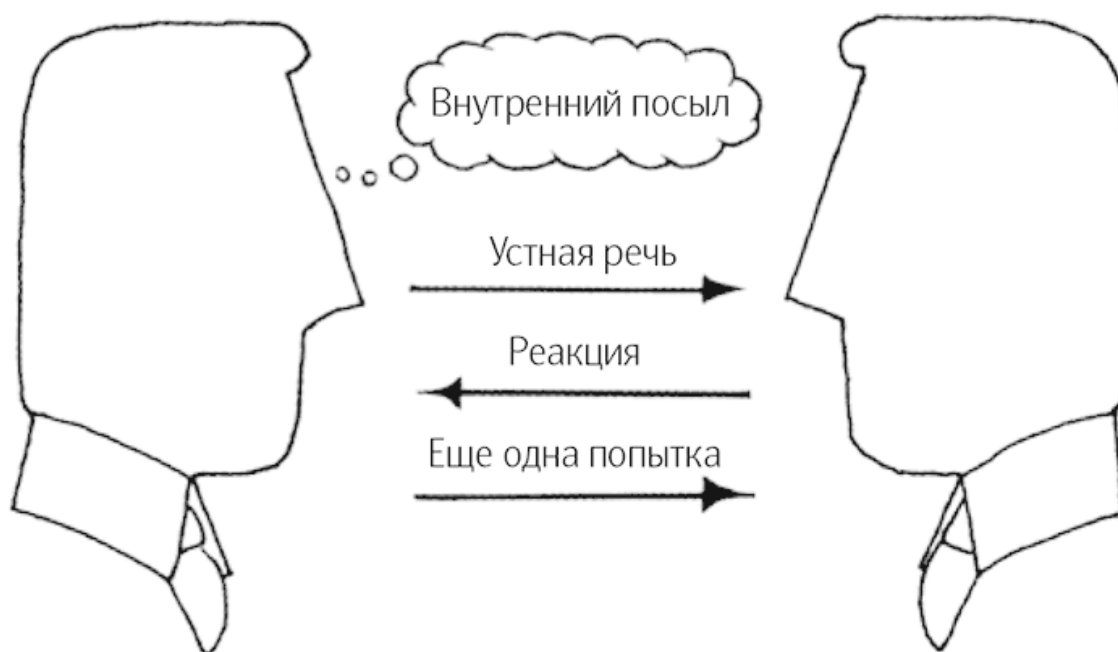 Внутренний посыл
Устная речь
Реакция
Еще одна попытка